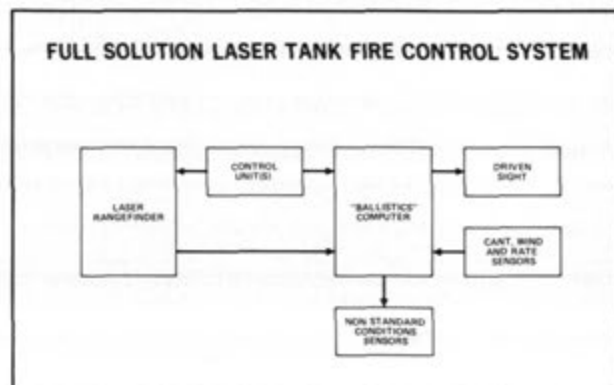 FULL SOLUTION LASER TANK FIRE CONTROL SYSTEM
LASER
RANGEFINDER
CONTROL
UNIT(S)
"BALLISTICS"
COMPUTER
DRIVEN
SIGHT
CANT, WIND
AND RATE
SENSORS
NON STANDARD
CONDITIONS
SENSORS